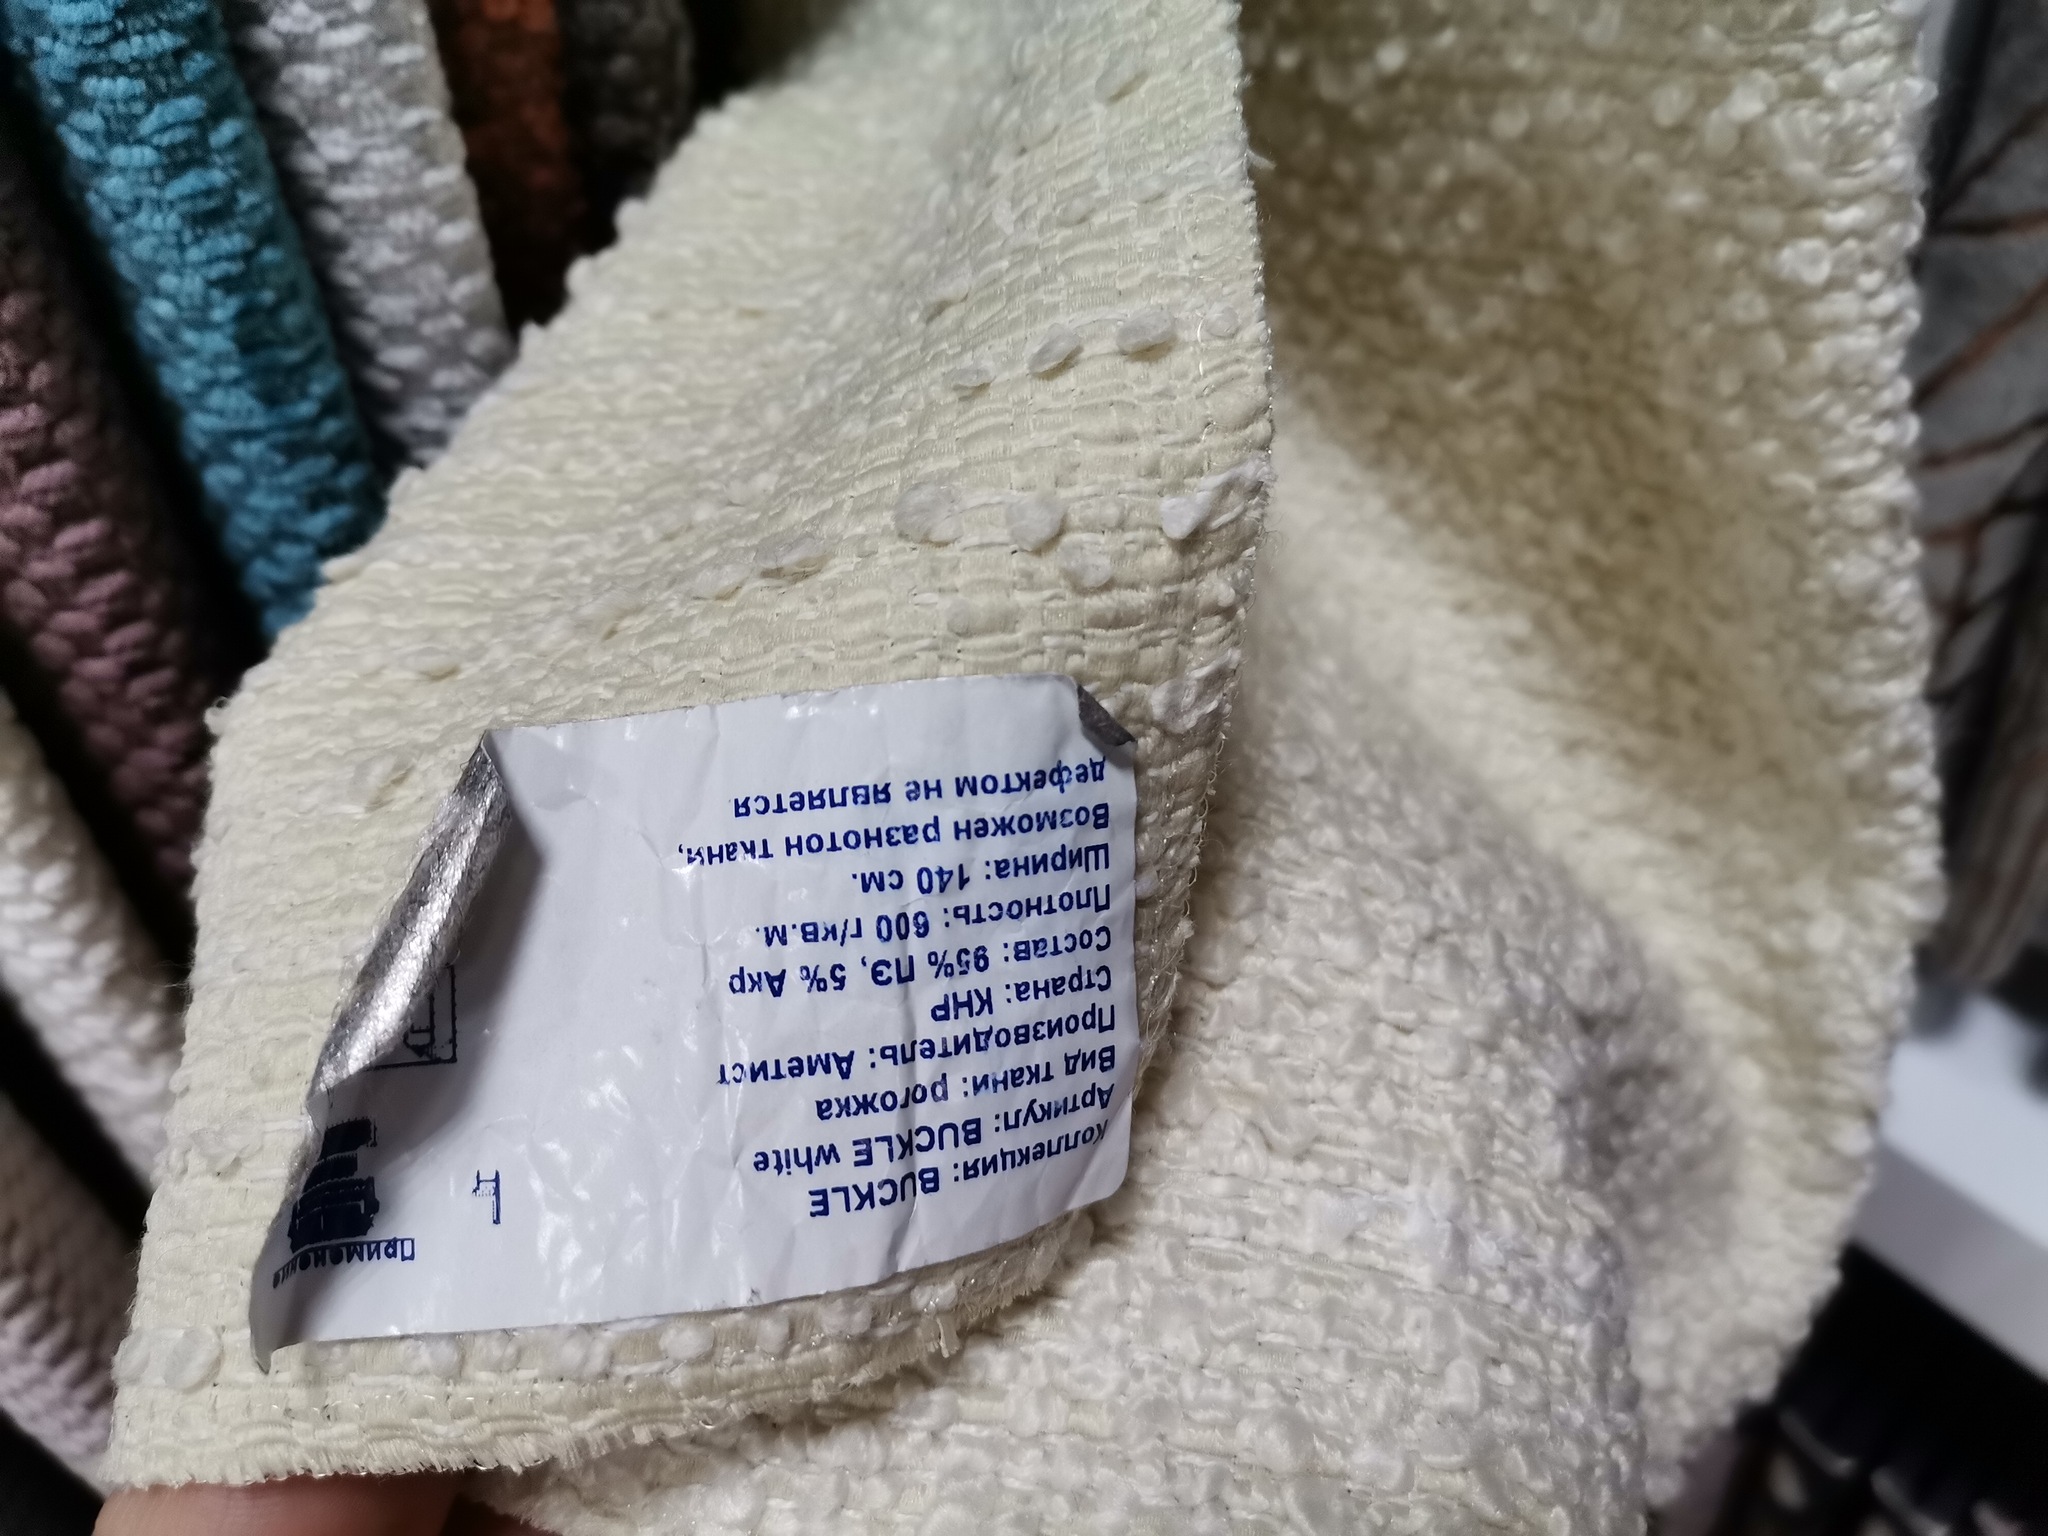 Коллекция: BUCKLE
Артикул: BUCKLE white
Вид ткани: рогожка
Производитель: Аметист
Страна: КНР
Состав: 95% ПЭ, 5% Акр
Плотность: 600 г/кв.м.
Ширина: 140 см.
Возможен разнотон ткани,
дефектом не является.
Применение